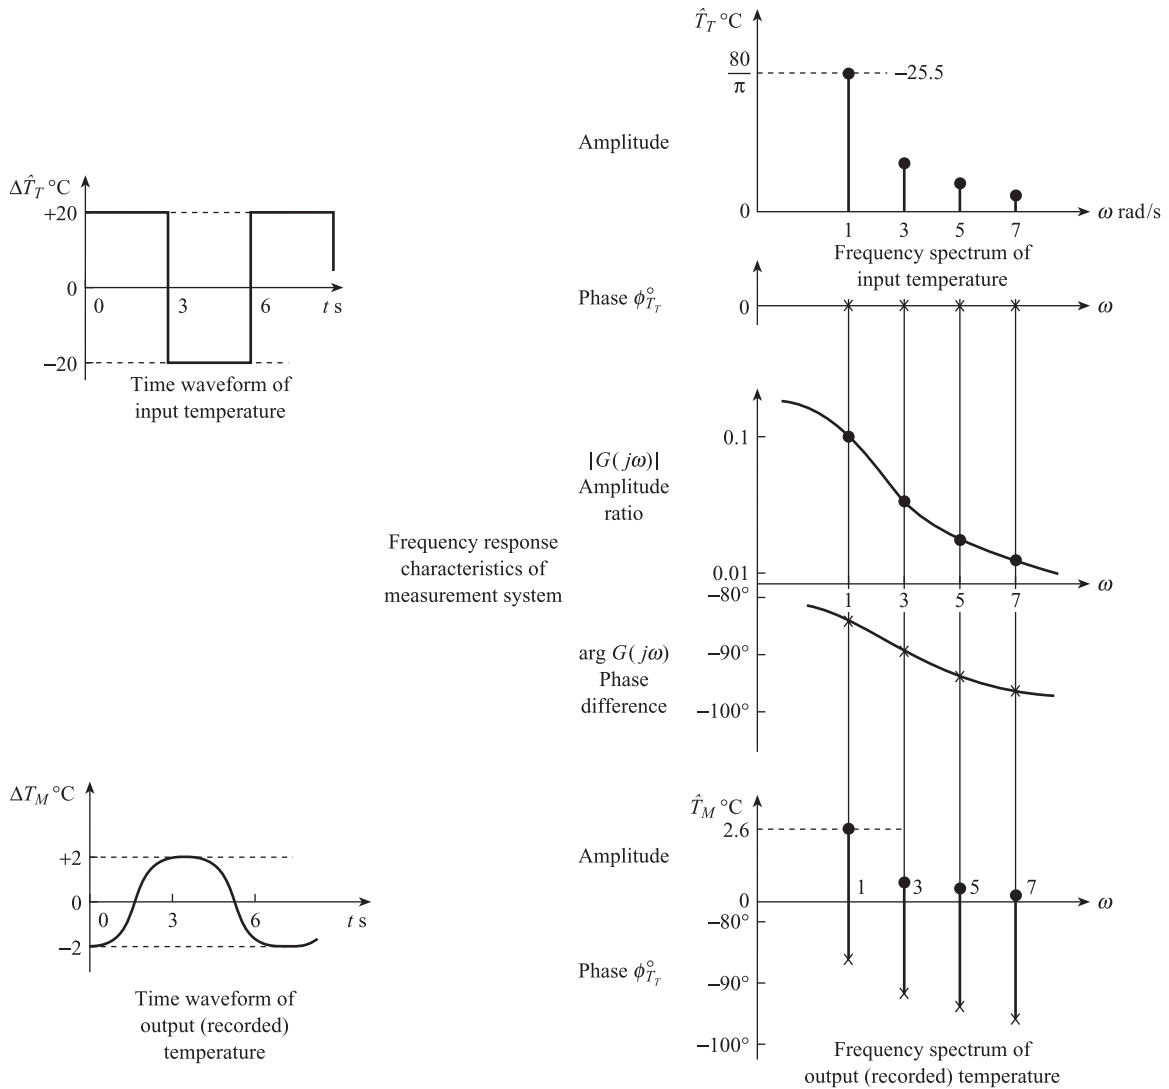 T̂_T °C
80
π
–25.5
Amplitude
0
1 3 5 7
ω rad/s
Frequency spectrum of
input temperature
ΔT̂_T °C
+20
0
0 3 6 t s
–20
Time waveform of
input temperature
Phase ϕ°_{T_T}
0
ω
|G(jω)|
Amplitude
ratio
0.1
0.01
1 3 5 7
ω
Frequency response
characteristics of
measurement system
arg G(jω)
Phase
difference
–80°
–90°
–100°
ΔT_M °C
+2
0
0 3 6 t s
–2
Time waveform of
output (recorded)
temperature
T̂_M °C
2.6
Amplitude
0
1 3 5 7
ω
Phase ϕ°_{T_T}
–80°
–90°
–100°
Frequency spectrum of
output (recorded) temperature